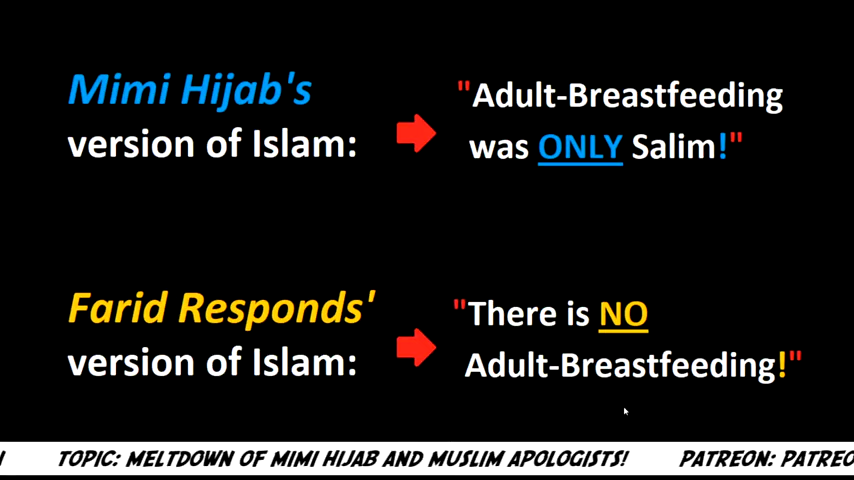 Mimi Hijab's
version of Islam:
"Adult-Breastfeeding
was ONLY Salim!"
Farid Responds'
version of Islam:
"There is NO
Adult-Breastfeeding!"
TOPIC: MELTDOWN OF MIMI HIJAB AND MUSLIM APOLOGISTS! PATREON: PATREO